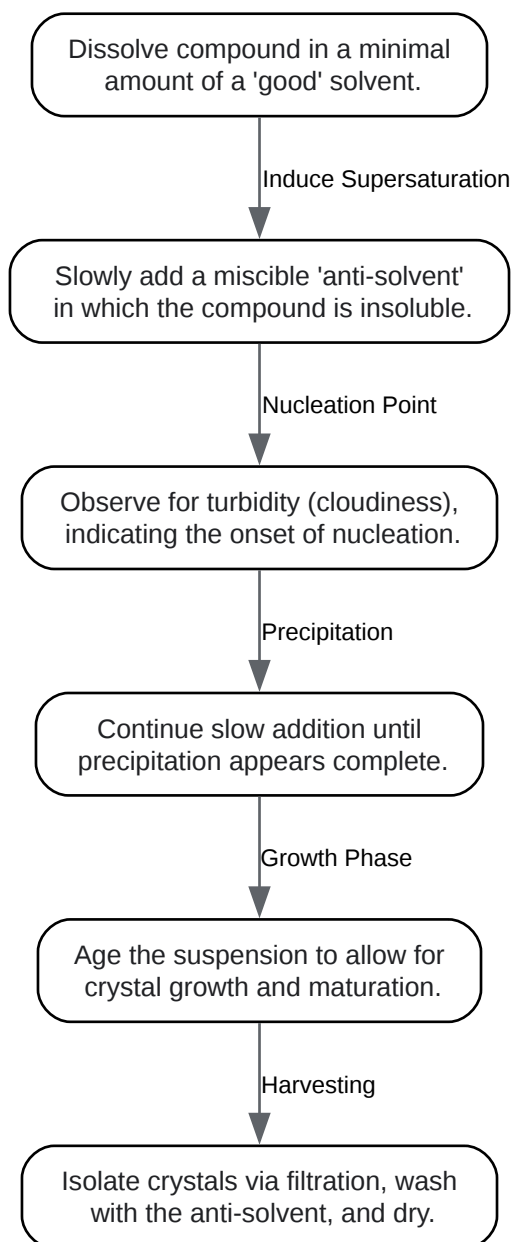 Dissolve compound in a minimal
amount of a 'good' solvent.
Induce Supersaturation
Slowly add a miscible 'anti-solvent'
in which the compound is insoluble.
Nucleation Point
Observe for turbidity (cloudiness),
indicating the onset of nucleation.
Precipitation
Continue slow addition until
precipitation appears complete.
Growth Phase
Age the suspension to allow for
crystal growth and maturation.
Harvesting
Isolate crystals via filtration, wash
with the anti-solvent, and dry.